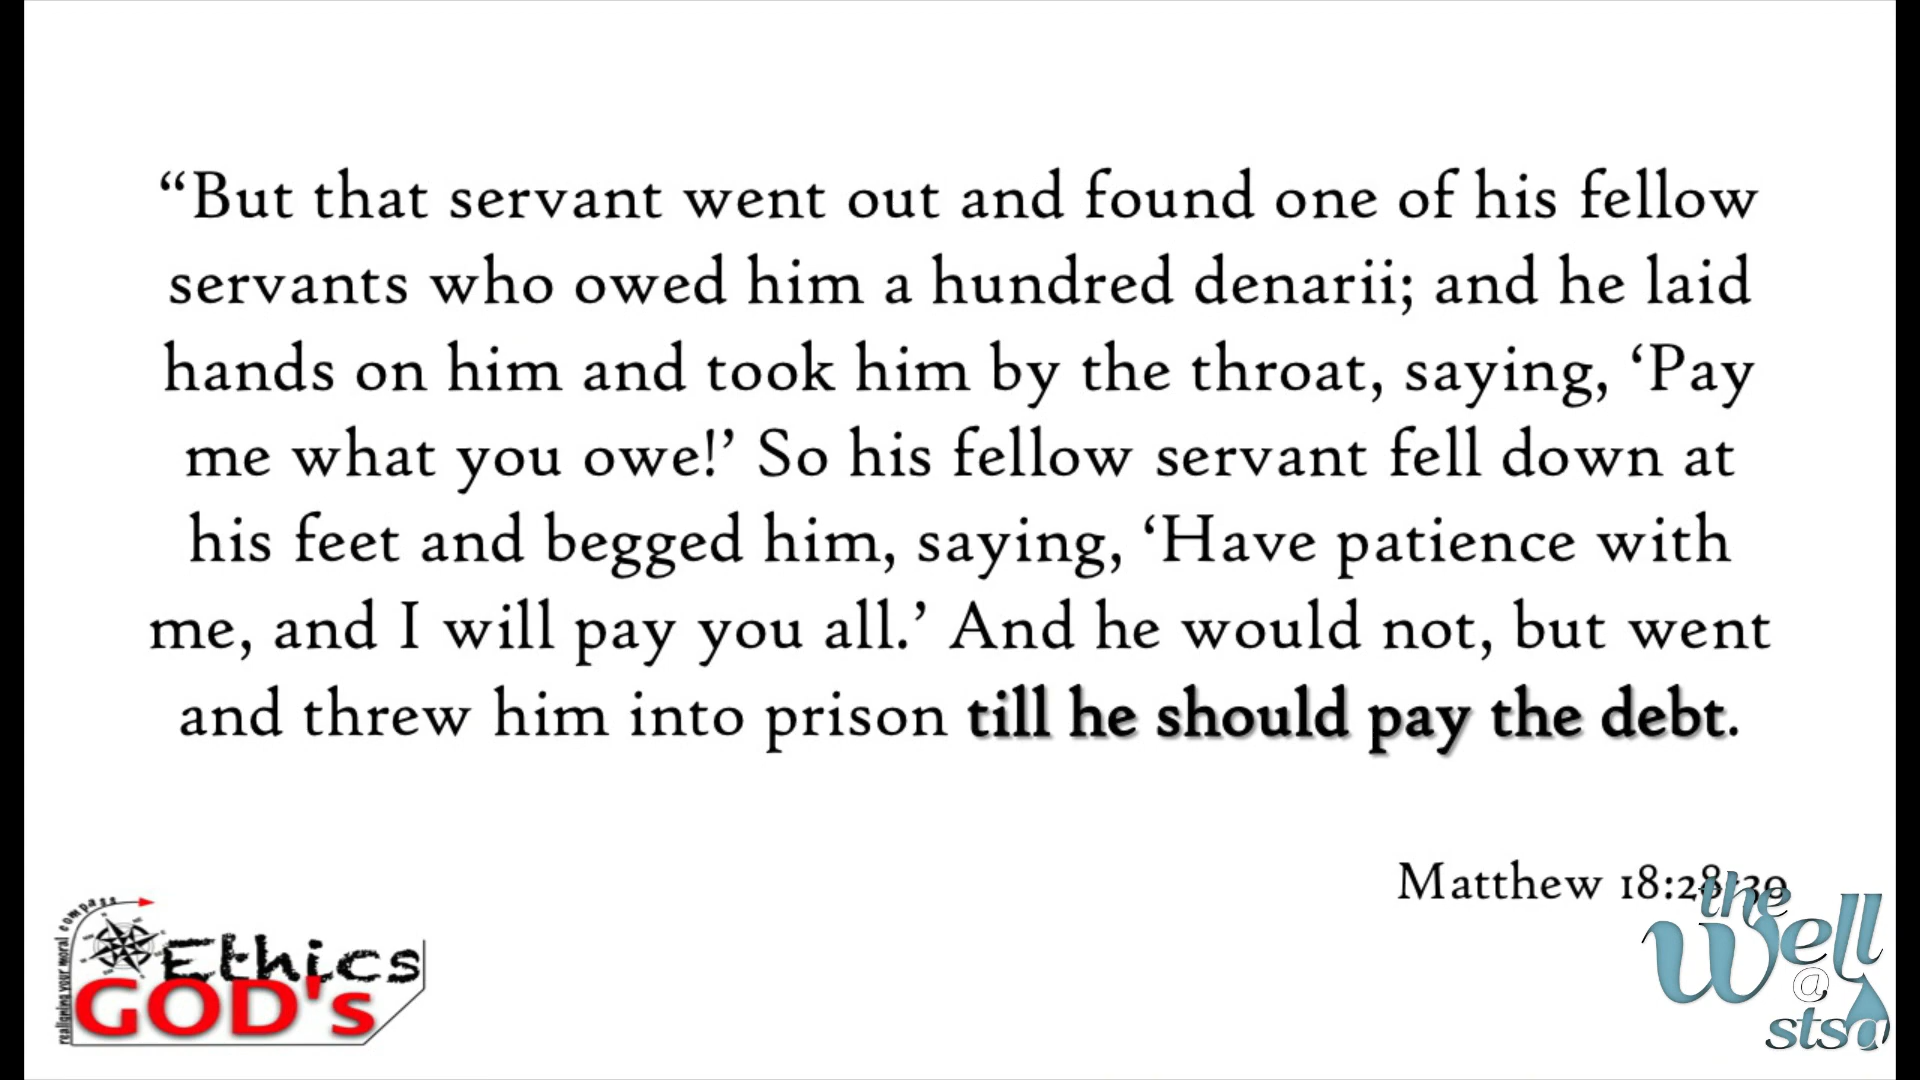 “But that servant went out and found one of his fellow
servants who owed him a hundred denarii; and he laid
hands on him and took him by the throat, saying, ‘Pay
me what you owe!’ So his fellow servant fell down at
his feet and begged him, saying, ‘Have patience with
me, and I will pay you all.’ And he would not, but went
and threw him into prison till he should pay the debt.
Matthew 18:28-30
realigning your moral compass
Ethics
GOD's
the
well
@
stsa